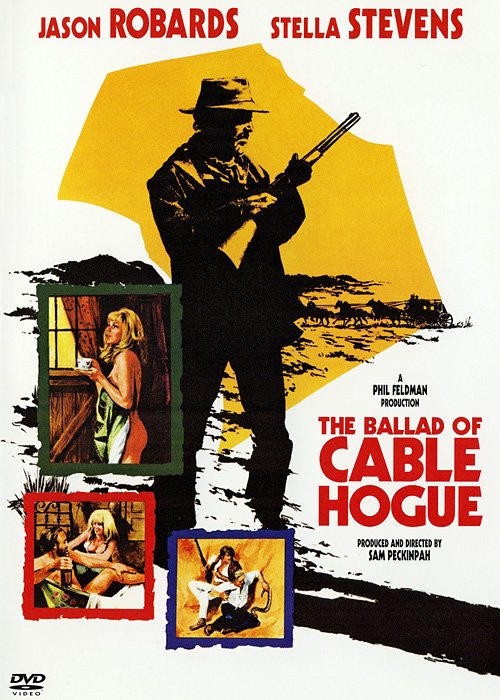 JASON ROBARDS STELLA STEVENS
A
PHIL FELDMAN
PRODUCTION
THE BALLAD OF
CABLE
HOGUE
PRODUCED AND DIRECTED BY
SAM PECKINPAH
DVD
VIDEO